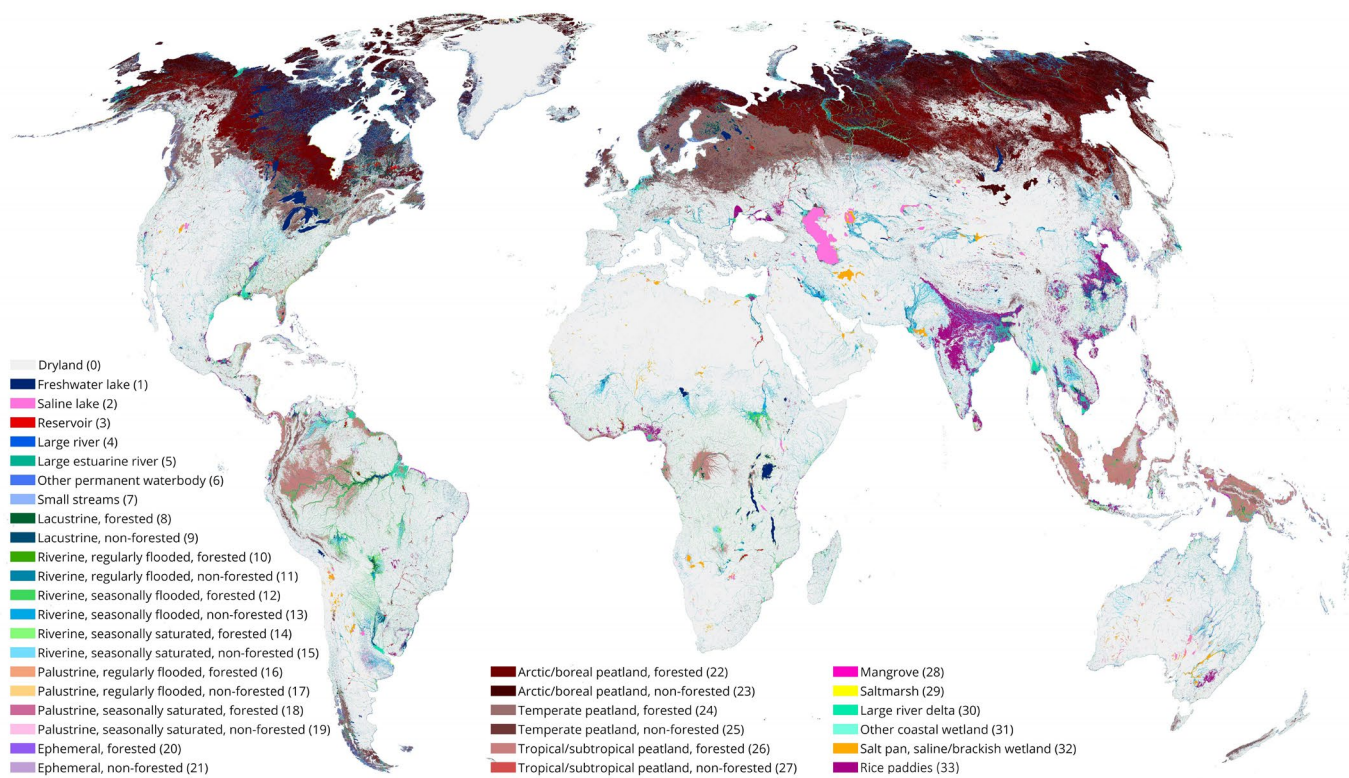 Dryland (0)
Freshwater lake (1)
Saline lake (2)
Reservoir (3)
Large river (4)
Large estuarine river (5)
Other permanent waterbody (6)
Small streams (7)
Lacustrine, forested (8)
Lacustrine, non-forested (9)
Riverine, regularly flooded, forested (10)
Riverine, regularly flooded, non-forested (11)
Riverine, seasonally flooded, forested (12)
Riverine, seasonally flooded, non-forested (13)
Riverine, seasonally saturated, forested (14)
Riverine, seasonally saturated, non-forested (15)
Palustrine, regularly flooded, forested (16)
Palustrine, regularly flooded, non-forested (17)
Palustrine, seasonally saturated, forested (18)
Palustrine, seasonally saturated, non-forested (19)
Ephemeral, forested (20)
Ephemeral, non-forested (21)
Arctic/boreal peatland, forested (22)
Arctic/boreal peatland, non-forested (23)
Temperate peatland, forested (24)
Temperate peatland, non-forested (25)
Tropical/subtropical peatland, forested (26)
Tropical/subtropical peatland, non-forested (27)
Mangrove (28)
Saltmarsh (29)
Large river delta (30)
Other coastal wetland (31)
Salt pan, saline/brackish wetland (32)
Rice paddies (33)